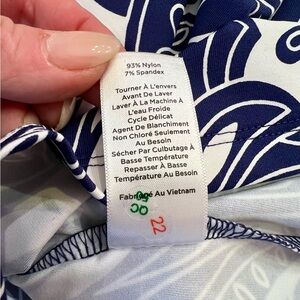 93% Nylon
7% Spandex
Tourner À L'envers
Avant De Laver
Laver À La Machine À
L'eau Froide
Cycle Délicat
Agent De Blanchiment
Non Chloré Seulement
Au Besoin
Sécher Par Culbutage À
Basse Température
Repasser À Basse
Température Au Besoin
Fabriqué Au Vietnam
QC
22